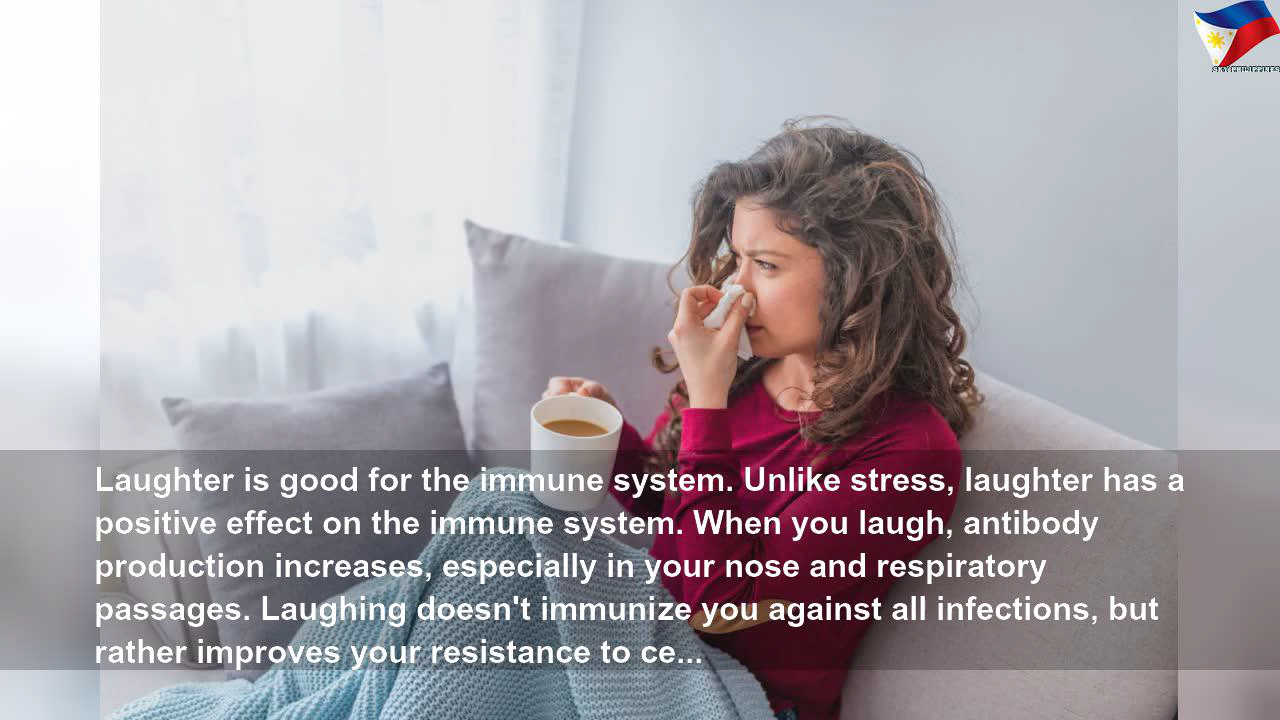 SKYPHILIPPINES
Laughter is good for the immune system. Unlike stress, laughter has a
positive effect on the immune system. When you laugh, antibody
production increases, especially in your nose and respiratory
passages. Laughing doesn't immunize you against all infections, but
rather improves your resistance to ce...